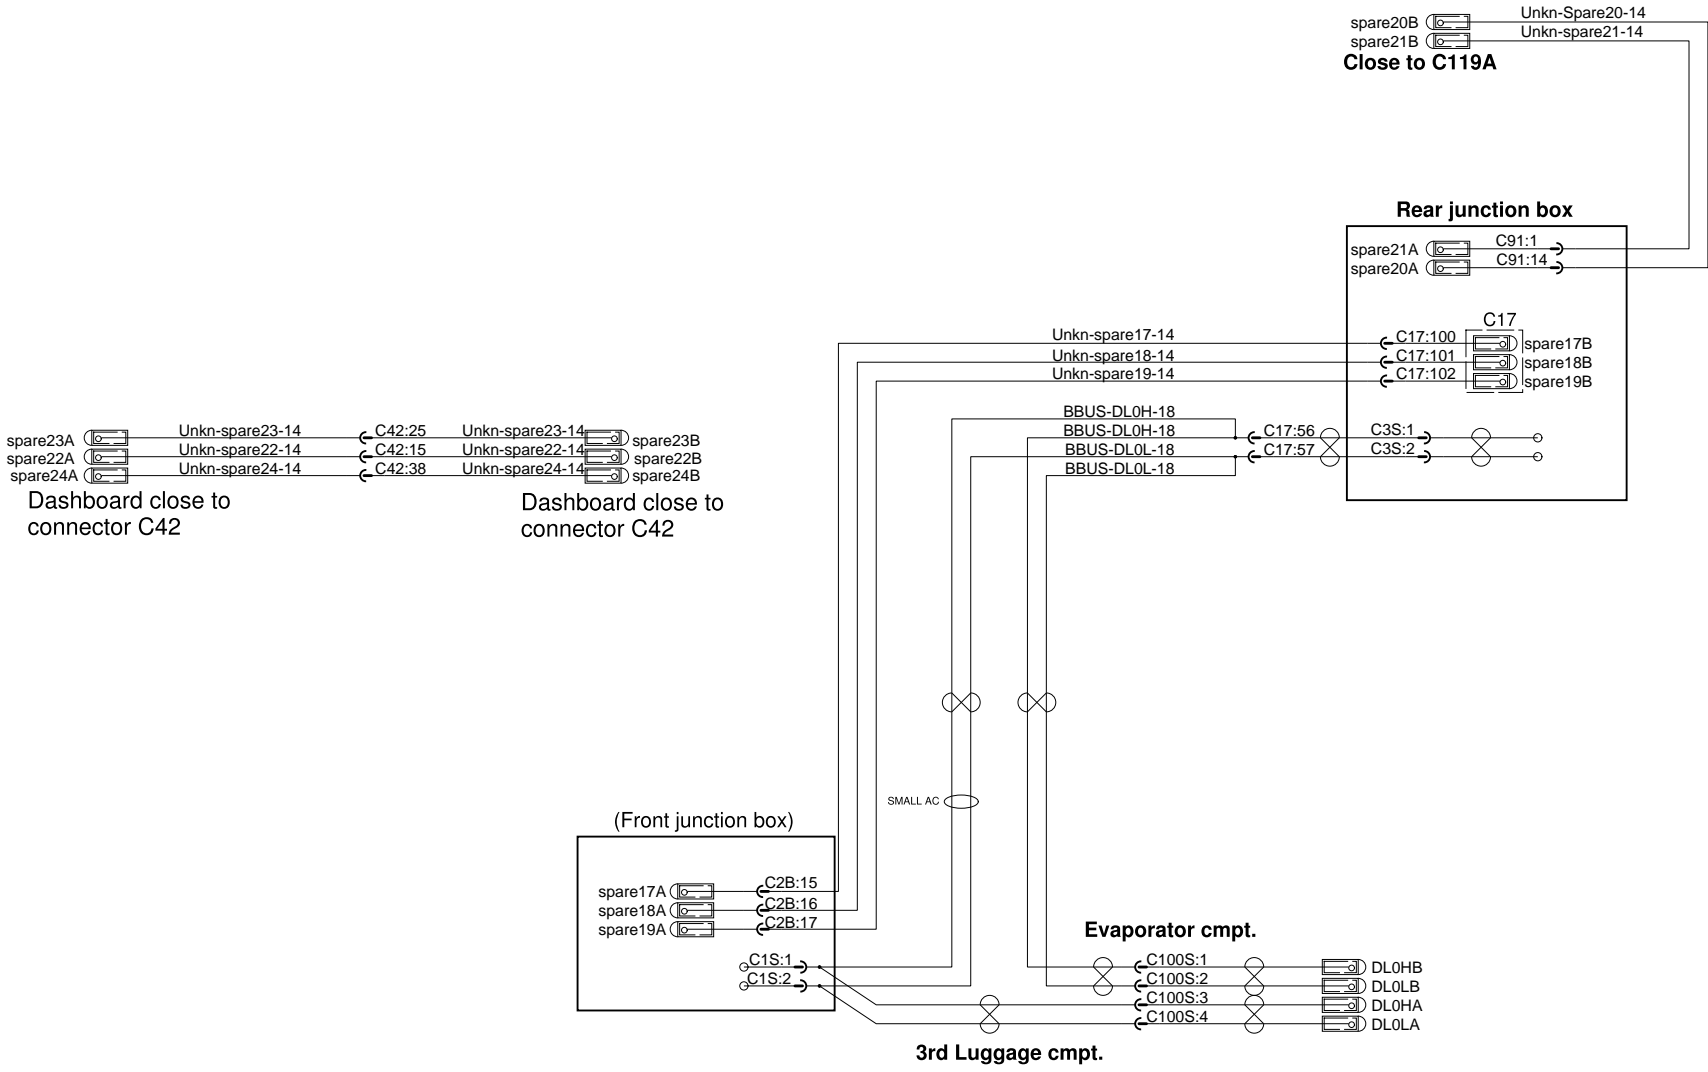 spare20B
Unkn-Spare20-14
spare21B
Unkn-spare21-14
Close to C119A
Rear junction box
spare21A
C91:1
spare20A
C91:14
C17
Unkn-spare17-14
C17:100
spare17B
Unkn-spare18-14
C17:101
spare18B
Unkn-spare19-14
C17:102
spare19B
BBUS-DL0H-18
BBUS-DL0H-18
C17:56
C3S:1
BBUS-DL0L-18
C17:57
C3S:2
BBUS-DL0L-18
spare23A
Unkn-spare23-14
C42:25
Unkn-spare23-14
spare23B
spare22A
Unkn-spare22-14
C42:15
Unkn-spare22-14
spare22B
spare24A
Unkn-spare24-14
C42:38
Unkn-spare24-14
spare24B
Dashboard close to
connector C42
Dashboard close to
connector C42
SMALL AC
(Front junction box)
spare17A
C2B:15
spare18A
C2B:16
spare19A
C2B:17
C1S:1
C1S:2
Evaporator cmpt.
C100S:1
DL0HB
C100S:2
DL0LB
C100S:3
DL0HA
C100S:4
DL0LA
3rd Luggage cmpt.